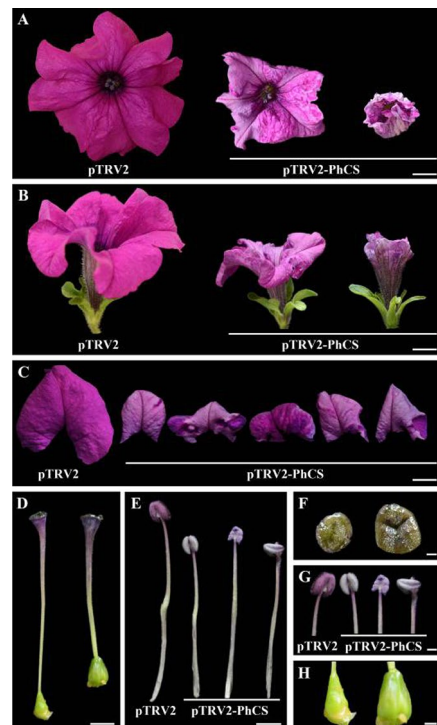 A
pTRV2
pTRV2-PhCS
B
pTRV2
pTRV2-PhCS
C
pTRV2
pTRV2-PhCS
D
E
pTRV2
pTRV2-PhCS
F
G
pTRV2
pTRV2-PhCS
H